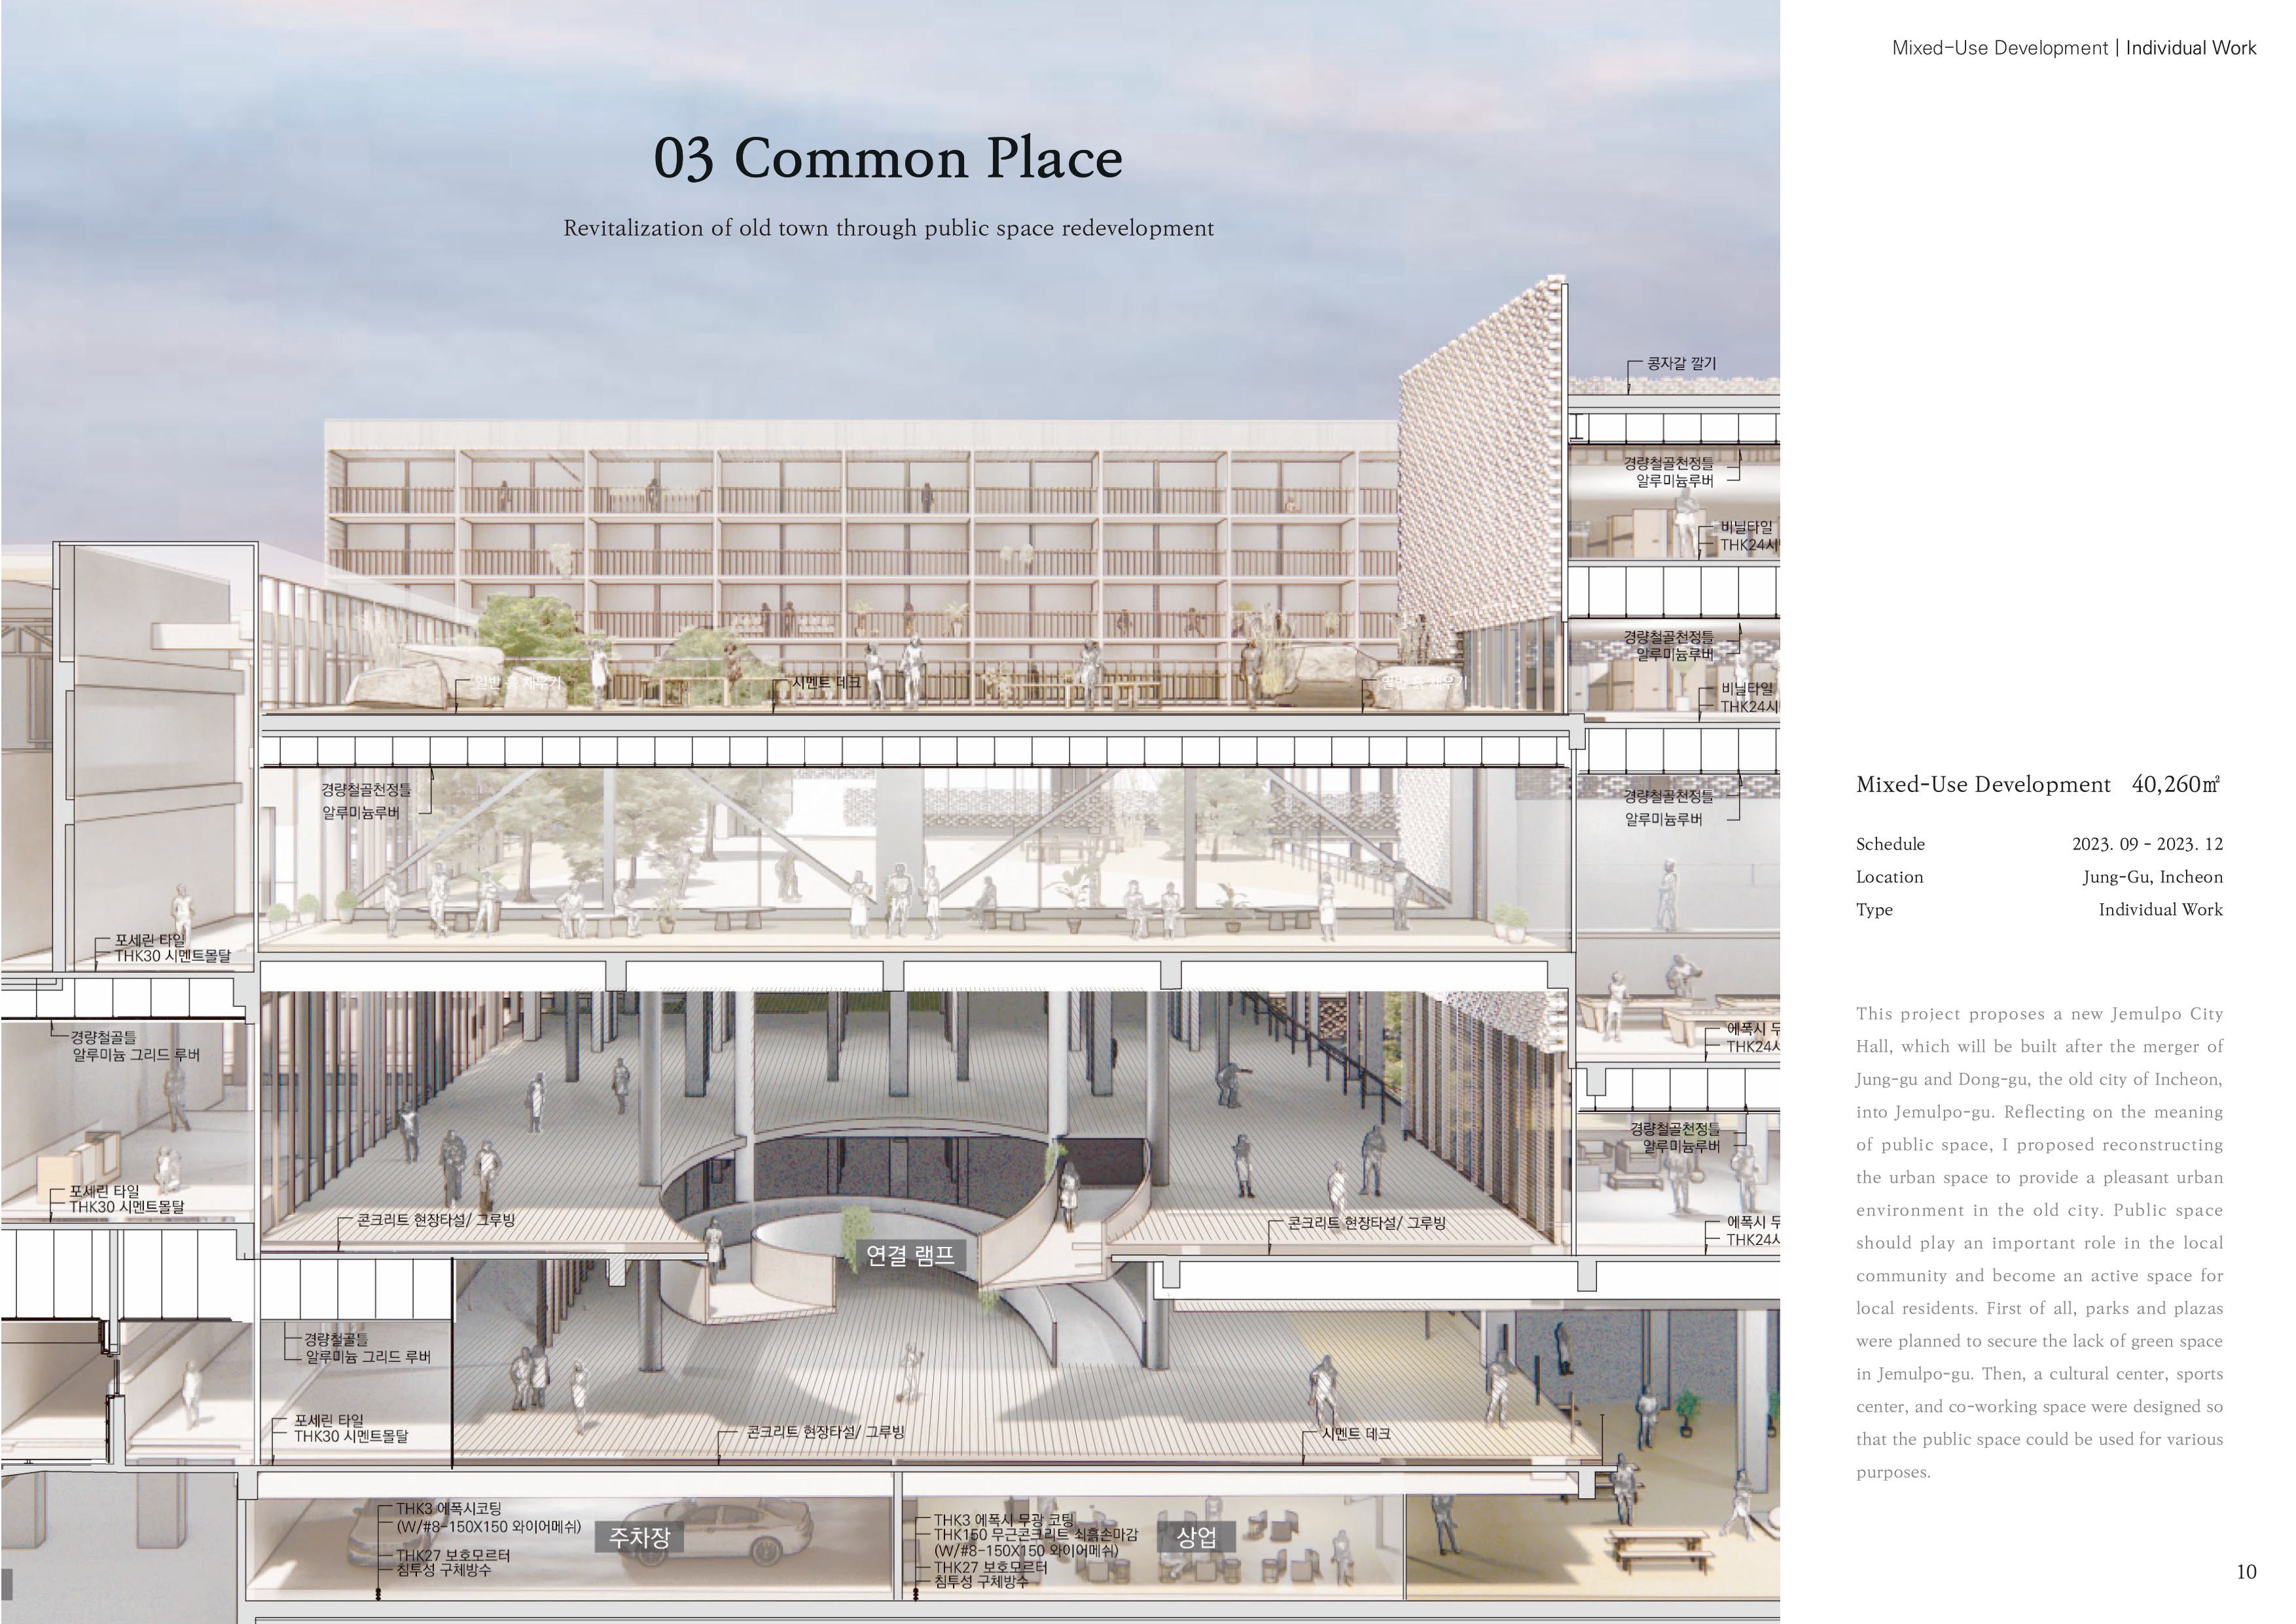 Mixed-Use Development | Individual Work
03 Common Place
Revitalization of old town through public space redevelopment
콩자갈 깔기
경량철골천정틀
알루미늄루버
비닐타일
THK24시
경량철골천정틀
알루미늄루버
비닐타일
THK24시
일반 흙 채우기
시멘트 데크
일반 흙 채우기
경량철골천정틀
알루미늄루버
경량철골천정틀
알루미늄루버
포세린 타일
THK30 시멘트몰탈
경량철골틀
알루미늄 그리드 루버
에폭시 무
THK24시
경량철골천정틀
알루미늄루버
포세린 타일
THK30 시멘트몰탈
콘크리트 현장타설/ 그루빙
콘크리트 현장타설/ 그루빙
에폭시 무
THK24시
연결 램프
경량철골틀
알루미늄 그리드 루버
포세린 타일
THK30 시멘트몰탈
콘크리트 현장타설/ 그루빙
시멘트 데크
THK3 에폭시코팅
(W/#8-150X150 와이어메쉬)
THK27 보호모르터
침투성 구체방수
주차장
THK3 에폭시 무광 코팅
THK150 무근콘크리트 쇠흙손마감
(W/#8-150X150 와이어메쉬)
THK27 보호모르터
침투성 구체방수
상업
Mixed-Use Development 40,260㎡
Schedule 2023. 09 - 2023. 12
Location Jung-Gu, Incheon
Type Individual Work
This project proposes a new Jemulpo City
Hall, which will be built after the merger of
Jung-gu and Dong-gu, the old city of Incheon,
into Jemulpo-gu. Reflecting on the meaning
of public space, I proposed reconstructing
the urban space to provide a pleasant urban
environment in the old city. Public space
should play an important role in the local
community and become an active space for
local residents. First of all, parks and plazas
were planned to secure the lack of green space
in Jemulpo-gu. Then, a cultural center, sports
center, and co-working space were designed so
that the public space could be used for various
purposes.
10